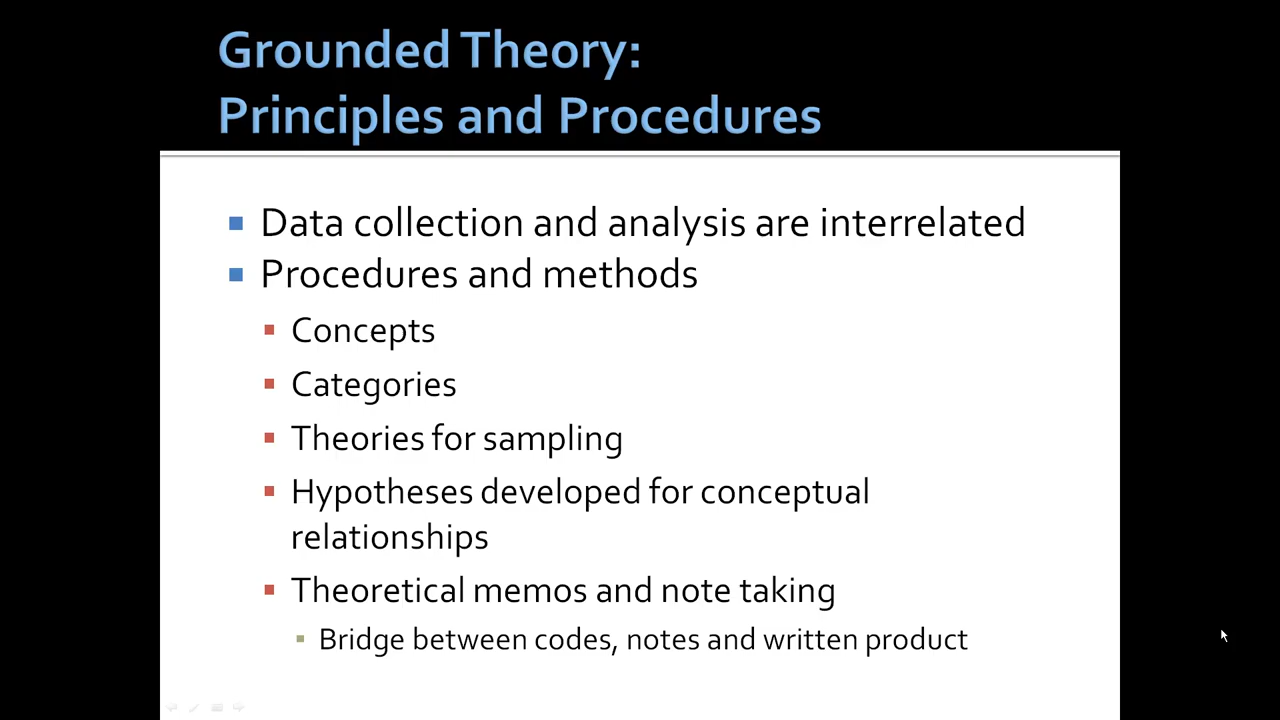 Grounded Theory:
Principles and Procedures
Data collection and analysis are interrelated
Procedures and methods
Concepts
Categories
Theories for sampling
Hypotheses developed for conceptual
relationships
Theoretical memos and note taking
Bridge between codes, notes and written product